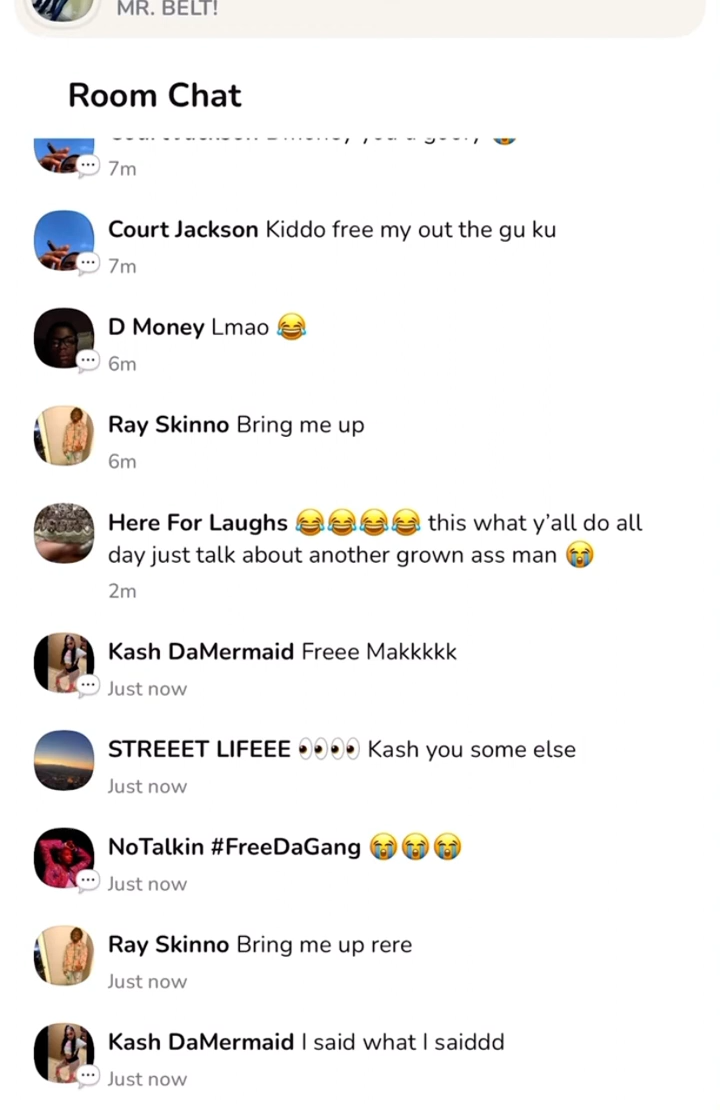 MR. BELT!
Room Chat
7m
Court Jackson Kiddo free my out the gu ku
7m
D Money Lmao 😂
6m
Ray Skinno Bring me up
6m
Here For Laughs 😂😂😂😂 this what y’all do all
day just talk about another grown ass man 😭
2m
Kash DaMermaid Freee Makkkkk
Just now
STREEET LIFEEE 👀👀 Kash you some else
Just now
NoTalkin #FreeDaGang 😭😭😭
Just now
Ray Skinno Bring me up rere
Just now
Kash DaMermaid I said what I saiddd
Just now